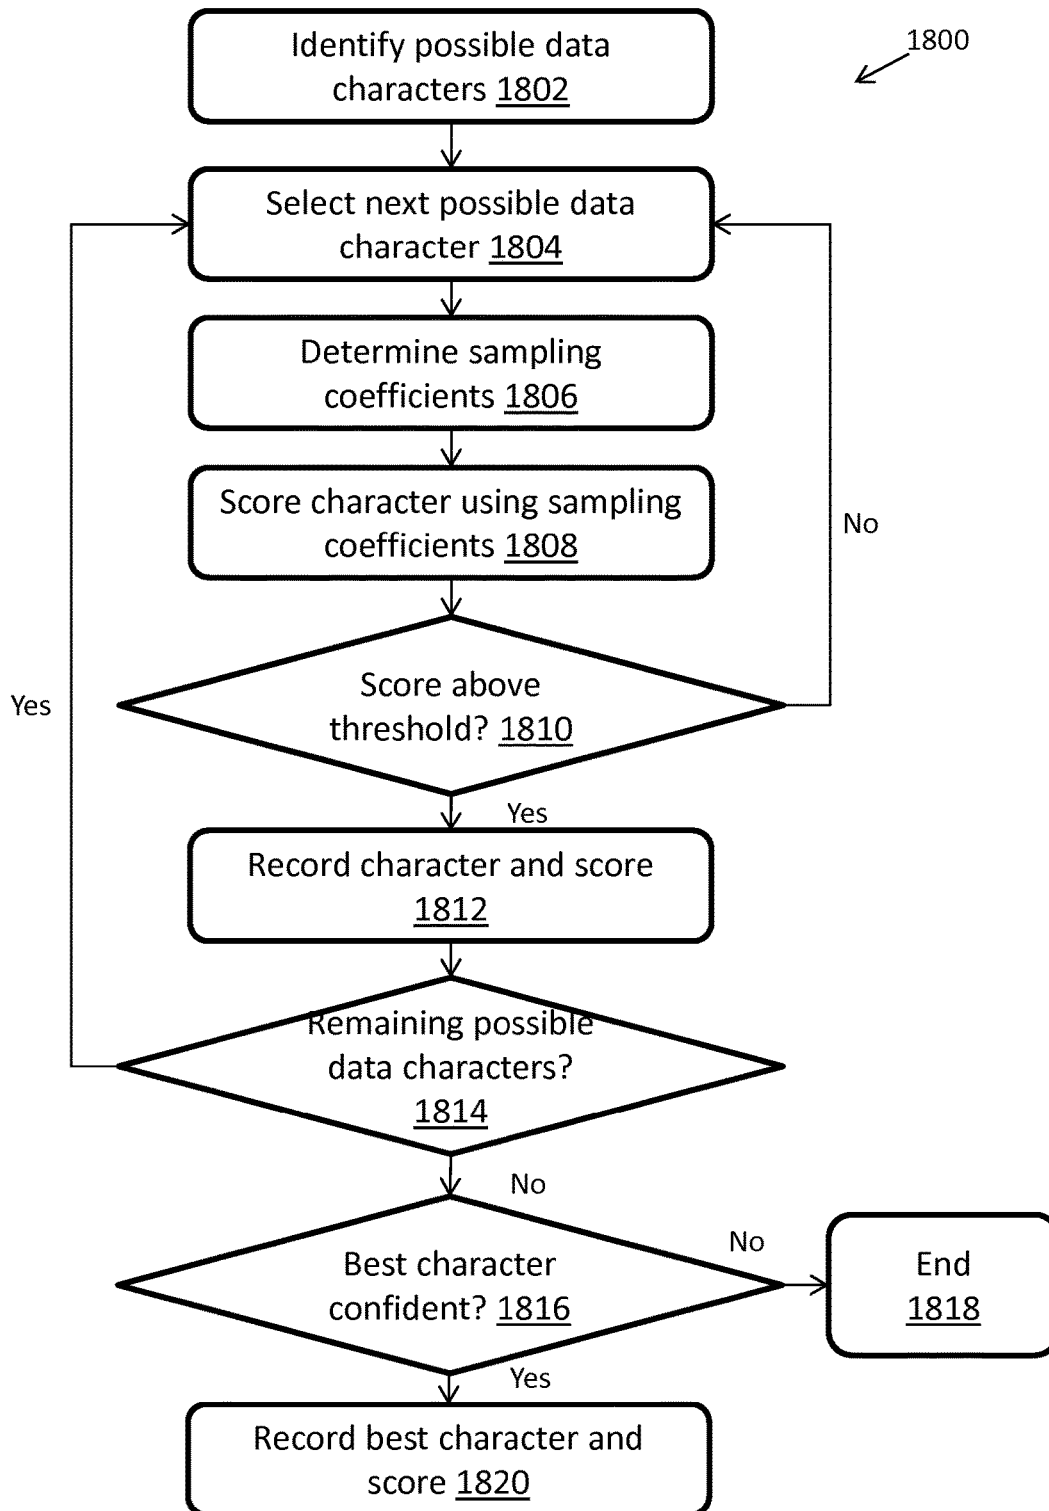 Identify possible data
characters 1802
1800
Select next possible data
character 1804
Determine sampling
coefficients 1806
Score character using sampling
coefficients 1808
No
Score above
threshold? 1810
Yes
Yes
Record character and score
1812
Remaining possible
data characters?
1814
No
Best character
confident? 1816
No
End
1818
Yes
Record best character and
score 1820